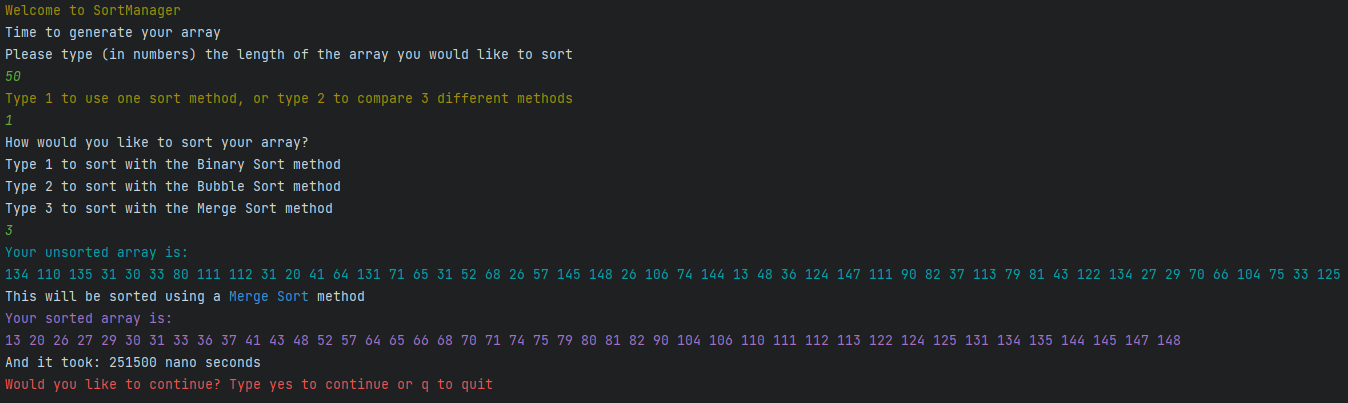 Welcome to SortManager
Time to generate your array
Please type (in numbers) the length of the array you would like to sort
50
Type 1 to use one sort method, or type 2 to compare 3 different methods
1
How would you like to sort your array?
Type 1 to sort with the Binary Sort method
Type 2 to sort with the Bubble Sort method
Type 3 to sort with the Merge Sort method
3
Your unsorted array is:
134 110 135 31 30 33 80 111 112 31 20 41 64 131 71 65 31 52 68 26 57 145 148 26 106 74 144 13 48 36 124 147 111 90 82 37 113 79 81 43 122 134 27 29 70 66 104 75 33 125
This will be sorted using a Merge Sort method
Your sorted array is:
13 20 26 27 29 30 31 33 36 37 41 43 48 52 57 64 65 66 68 70 71 74 75 79 80 81 82 90 104 106 110 111 112 113 122 124 125 131 134 135 144 145 147 148
And it took: 251500 nano seconds
Would you like to continue? Type yes to continue or q to quit